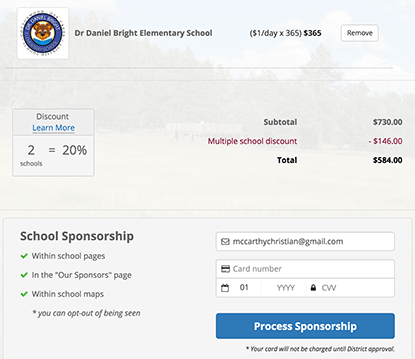 Dr Daniel Bright Elementary School ($1/day x 365) $365 Remove
Discount
Learn More
2 = 20%
schools
Subtotal $730.00
Multiple school discount - $146.00
Total $584.00
School Sponsorship
Within school pages
In the "Our Sponsors" page
Within school maps
* you can opt-out of being seen
mccarthychristian@gmail.com
Card number
01 YYYY CVV
Process Sponsorship
* Your card will not be charged until District approval.